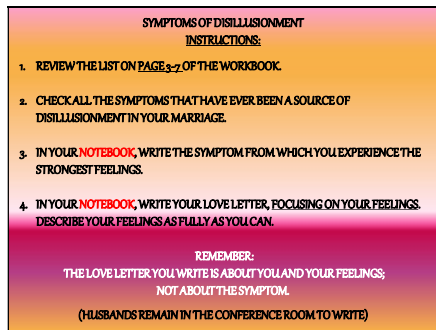 SYMPTOMS OF DISILLUSIONMENT
INSTRUCTIONS:
1. REVIEW THE LIST ON PAGE 3-7 OF THE WORKBOOK.
2. CHECK ALL THE SYMPTOMS THAT HAVE EVER BEEN A SOURCE OF
DISILLUSIONMENT IN YOUR MARRIAGE.
3. IN YOUR NOTEBOOK, WRITE THE SYMPTOM FROM WHICH YOU EXPERIENCE THE
STRONGEST FEELINGS.
4. IN YOUR NOTEBOOK, WRITE YOUR LOVE LETTER, FOCUSING ON YOUR FEELINGS.
DESCRIBE YOUR FEELINGS AS FULLY AS YOU CAN.
REMEMBER:
THE LOVE LETTER YOU WRITE IS ABOUT YOU AND YOUR FEELINGS;
NOT ABOUT THE SYMPTOM.
(HUSBANDS REMAIN IN THE CONFERENCE ROOM TO WRITE)